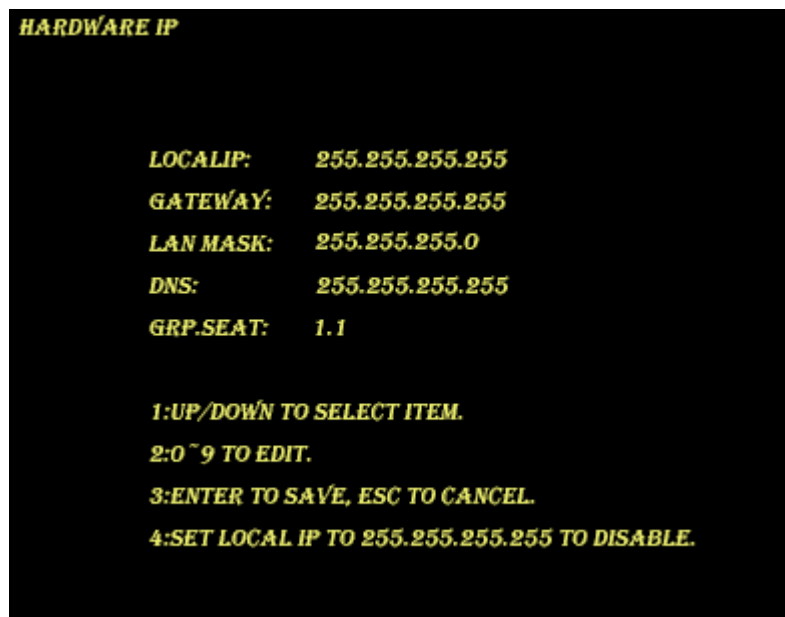 HARDWARE IP
LOCALIP: 255.255.255.255
GATEWAY: 255.255.255.255
LAN MASK: 255.255.255.0
DNS: 255.255.255.255
GRP.SEAT: 1.1
1:UP/DOWN TO SELECT ITEM.
2:0~9 TO EDIT.
3:ENTER TO SAVE, ESC TO CANCEL.
4:SET LOCAL IP TO 255.255.255.255 TO DISABLE.